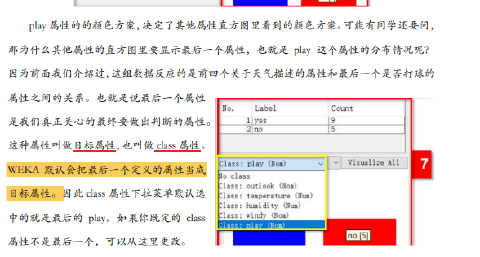 play 属性的的颜色方案，决定了其他属性直方图里看到的颜色方案。可能有同学还要问，
那为什么其他属性的直方图里要显示最后一个属性，也就是 play 这个属性的分布情况呢？
因为前面我们介绍过，这组数据反应的是前四个关于天气描述的属性和最后一个是否打球的
属性之间的关系。也就是说最后一个属性
是我们真正关心的最终要做出判断的属性。
这种属性叫做目标属性，也叫做 class 属性。
WEKA 默认会把最后一个定义的属性当成
目标属性。因此 class 属性下拉菜单默认选
中的就是最后的 play。如果你既定的 class
属性不是最后一个，可以从这里更改。
No. Label Count
1 yes 9
2 no 5
Class: play (Nom) Visualize All
7
No class
Class: outlook (Nom)
Class: temperature (Num)
Class: humidity (Num)
Class: windy (Nom)
Class: play (Nom)
no [5]